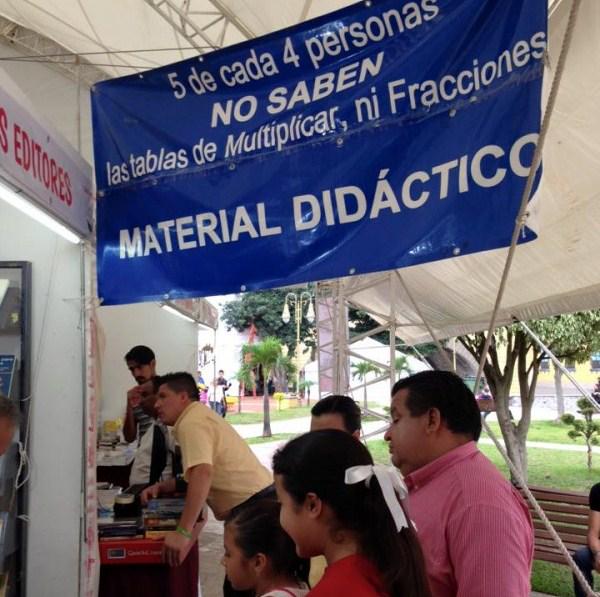 5 de cada 4 personas
NO SABEN
las tablas de Multiplicar, ni Fracciones
MATERIAL DIDÁCTICO
S EDITORES